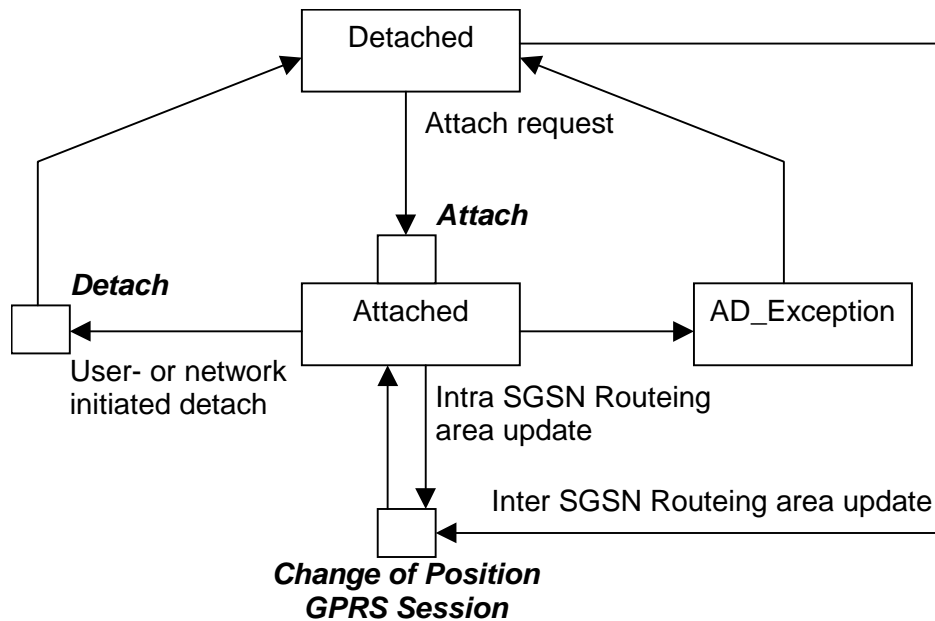 Detached
Attach request
Attach
Detach
Attached
AD_Exception
User- or network
initiated detach
Intra SGSN Routeing
area update
Inter SGSN Routeing area update
Change of Position
GPRS Session